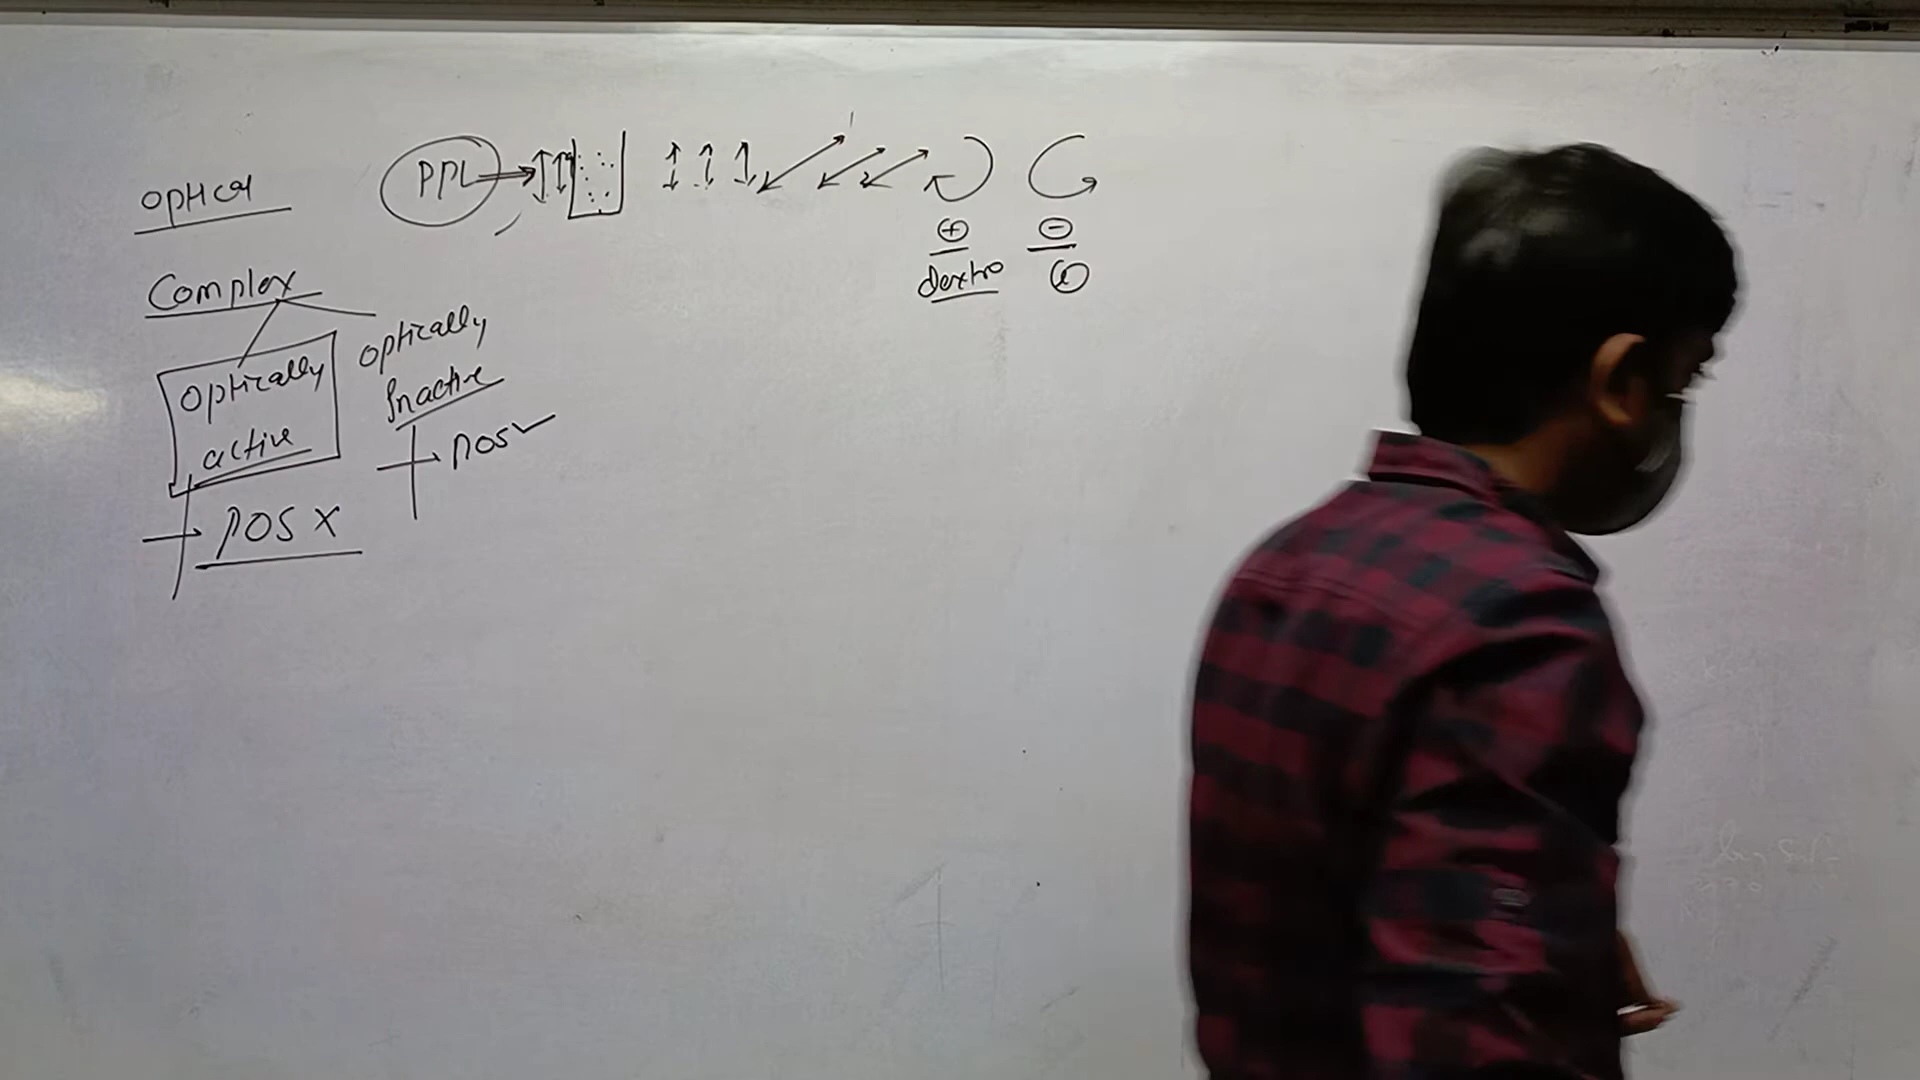 optical
PPL
+
-
dextro
l
Complex
optically
active
POS x
optically
Inactive
POS ✓